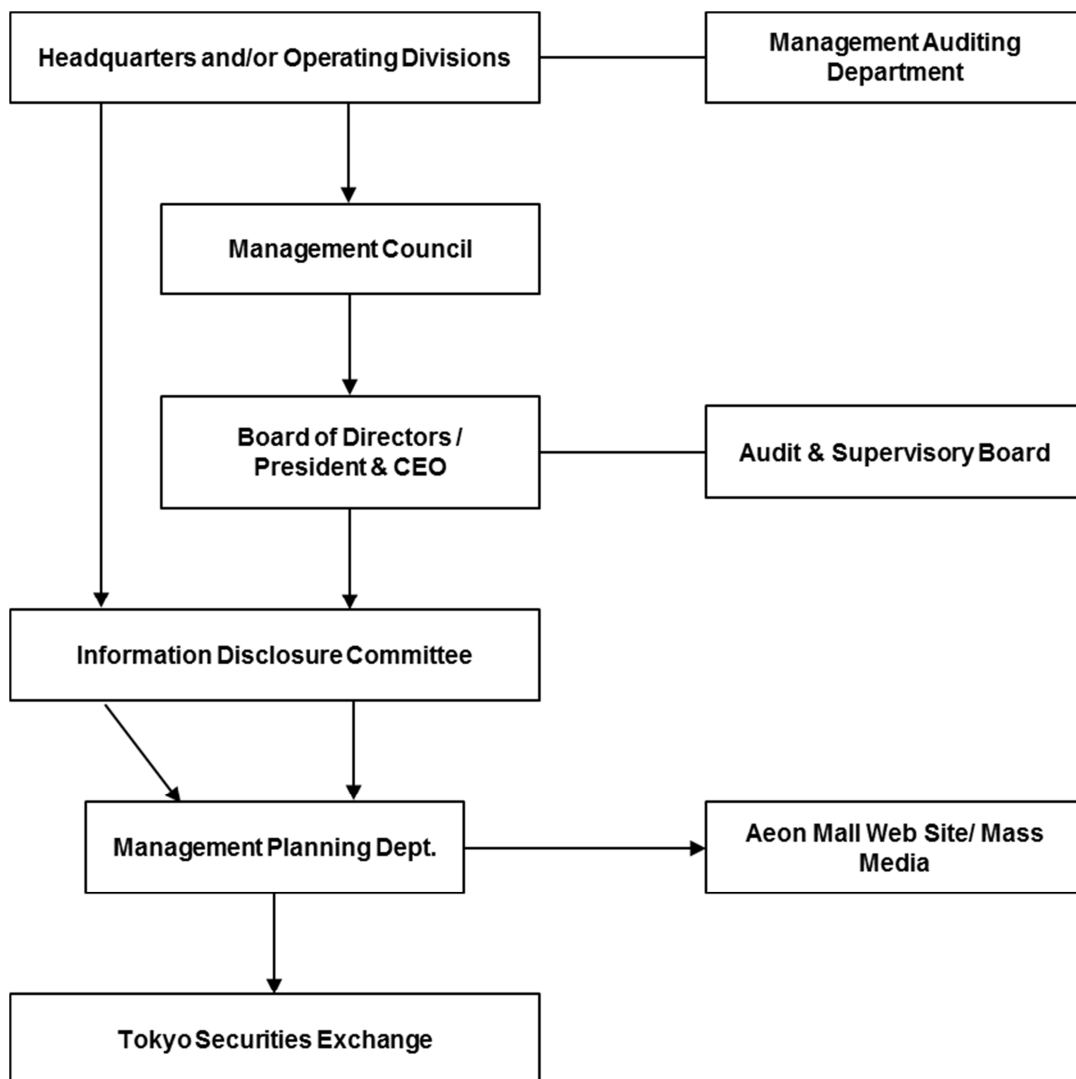 Headquarters and/or Operating Divisions
Management Auditing
Department
Management Council
Board of Directors /
President & CEO
Audit & Supervisory Board
Information Disclosure Committee
Management Planning Dept.
Aeon Mall Web Site/ Mass
Media
Tokyo Securities Exchange